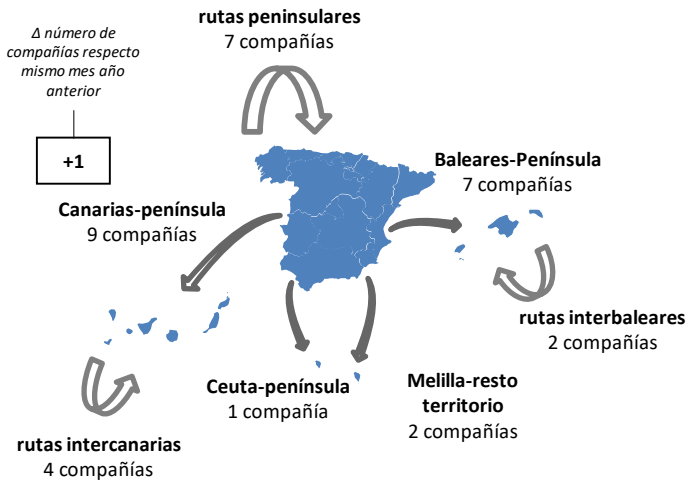 rutas peninsulares
7 compañías
Δ número de
compañías respecto
mismo mes año
anterior
+1
Baleares-Península
7 compañías
Canarias-península
9 compañías
rutas interbaleares
2 compañías
Ceuta-península
1 compañía
Melilla-resto
territorio
2 compañías
rutas intercanarias
4 compañías